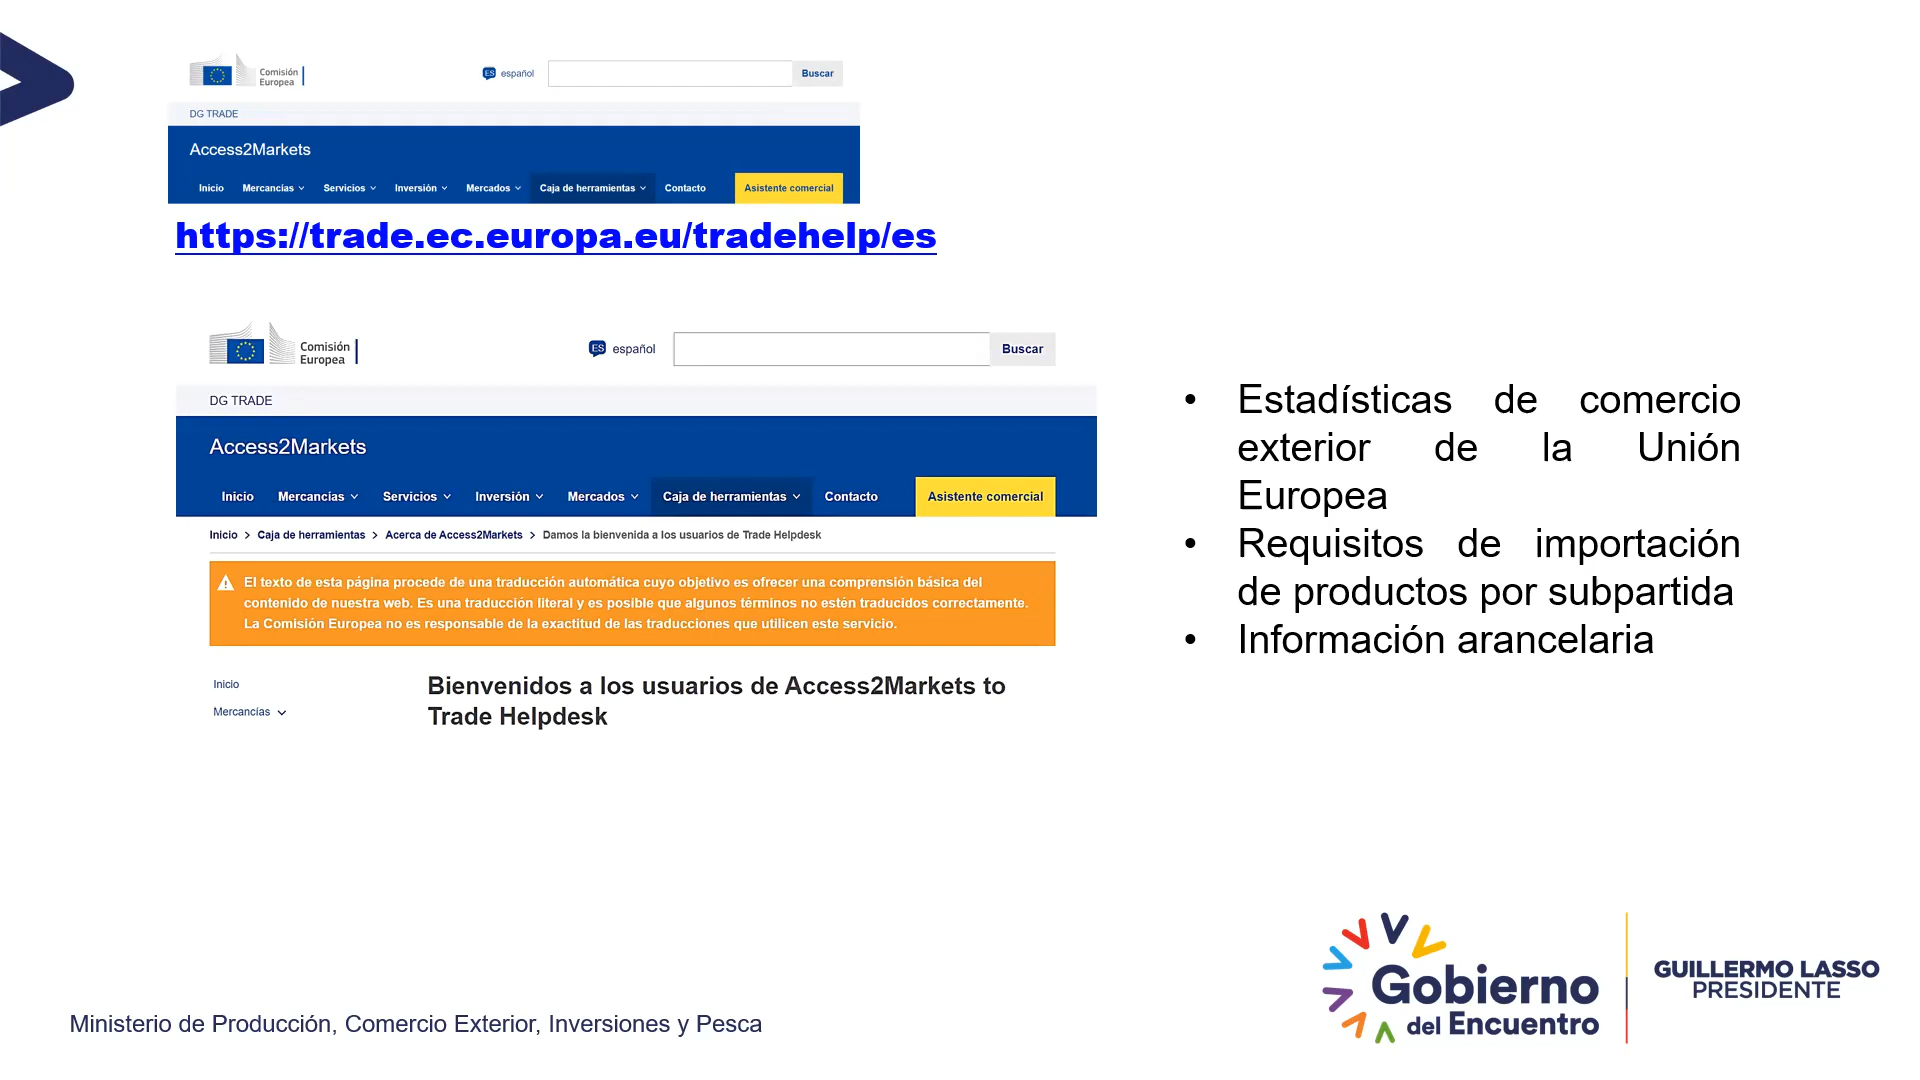 Comisión
Europea
ES español
Buscar
DG TRADE
Access2Markets
Inicio Mercancías Servicios Inversión Mercados Caja de herramientas Contacto Asistente comercial
https://trade.ec.europa.eu/tradehelp/es
Comisión
Europea
ES español
Buscar
DG TRADE
Access2Markets
Inicio Mercancías Servicios Inversión Mercados Caja de herramientas Contacto Asistente comercial
Inicio > Caja de herramientas > Acerca de Access2Markets > Damos la bienvenida a los usuarios de Trade Helpdesk
El texto de esta página procede de una traducción automática cuyo objetivo es ofrecer una comprensión básica del
contenido de nuestra web. Es una traducción literal y es posible que algunos términos no estén traducidos correctamente.
La Comisión Europea no es responsable de la exactitud de las traducciones que utilicen este servicio.
Inicio
Mercancías
Bienvenidos a los usuarios de Access2Markets to
Trade Helpdesk
• Estadísticas de comercio
exterior de la Unión
Europea
• Requisitos de importación
de productos por subpartida
• Información arancelaria
Ministerio de Producción, Comercio Exterior, Inversiones y Pesca
Gobierno
del Encuentro
GUILLERMO LASSO
PRESIDENTE